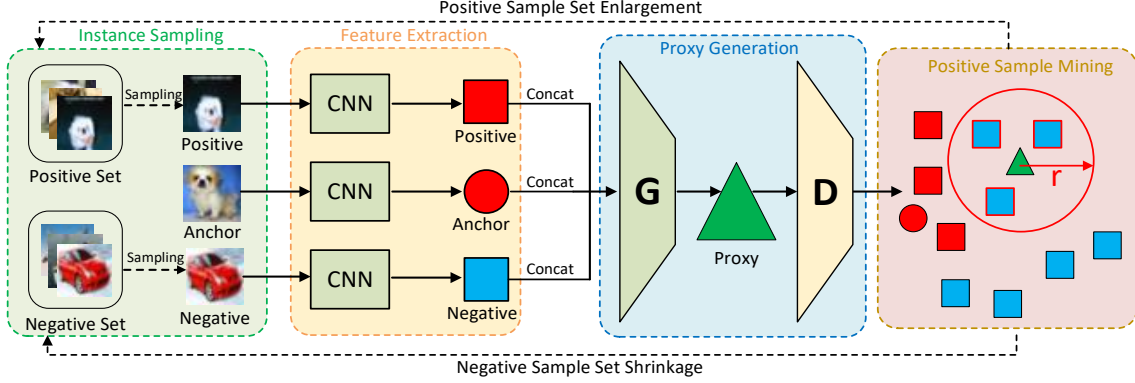 Positive Sample Set Enlargement
Instance Sampling
Feature Extraction
Proxy Generation
Positive Sample Mining
Sampling
Positive Set
Positive
Anchor
Sampling
Negative Set
Negative
CNN
CNN
CNN
Positive
Anchor
Negative
Concat
Concat
Concat
G
Proxy
D
r
Negative Sample Set Shrinkage